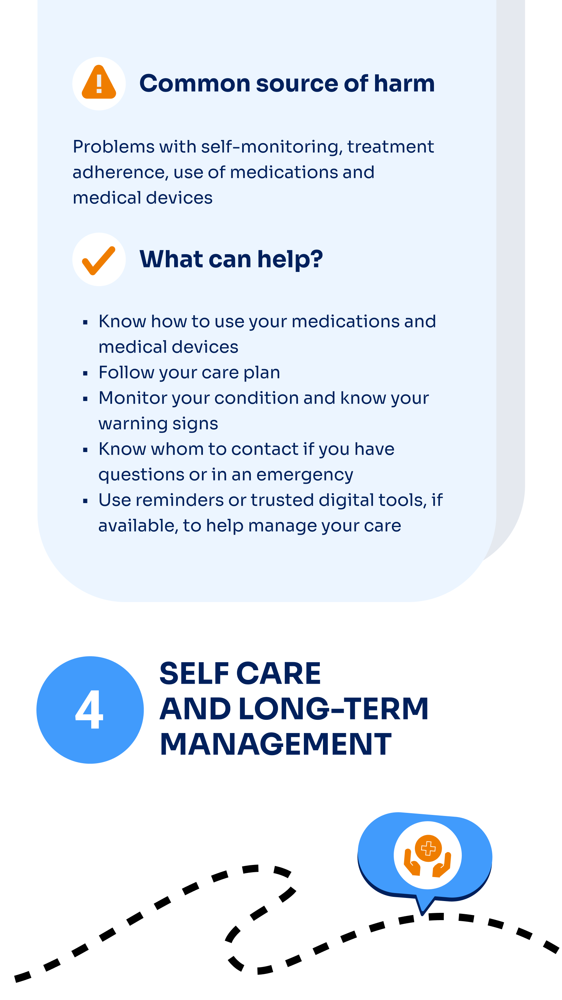 Common source of harm
Problems with self-monitoring, treatment
adherence, use of medications and
medical devices
What can help?
▪ Know how to use your medications and
medical devices
▪ Follow your care plan
▪ Monitor your condition and know your
warning signs
▪ Know whom to contact if you have
questions or in an emergency
▪ Use reminders or trusted digital tools, if
available, to help manage your care
4
SELF CARE
AND LONG-TERM
MANAGEMENT